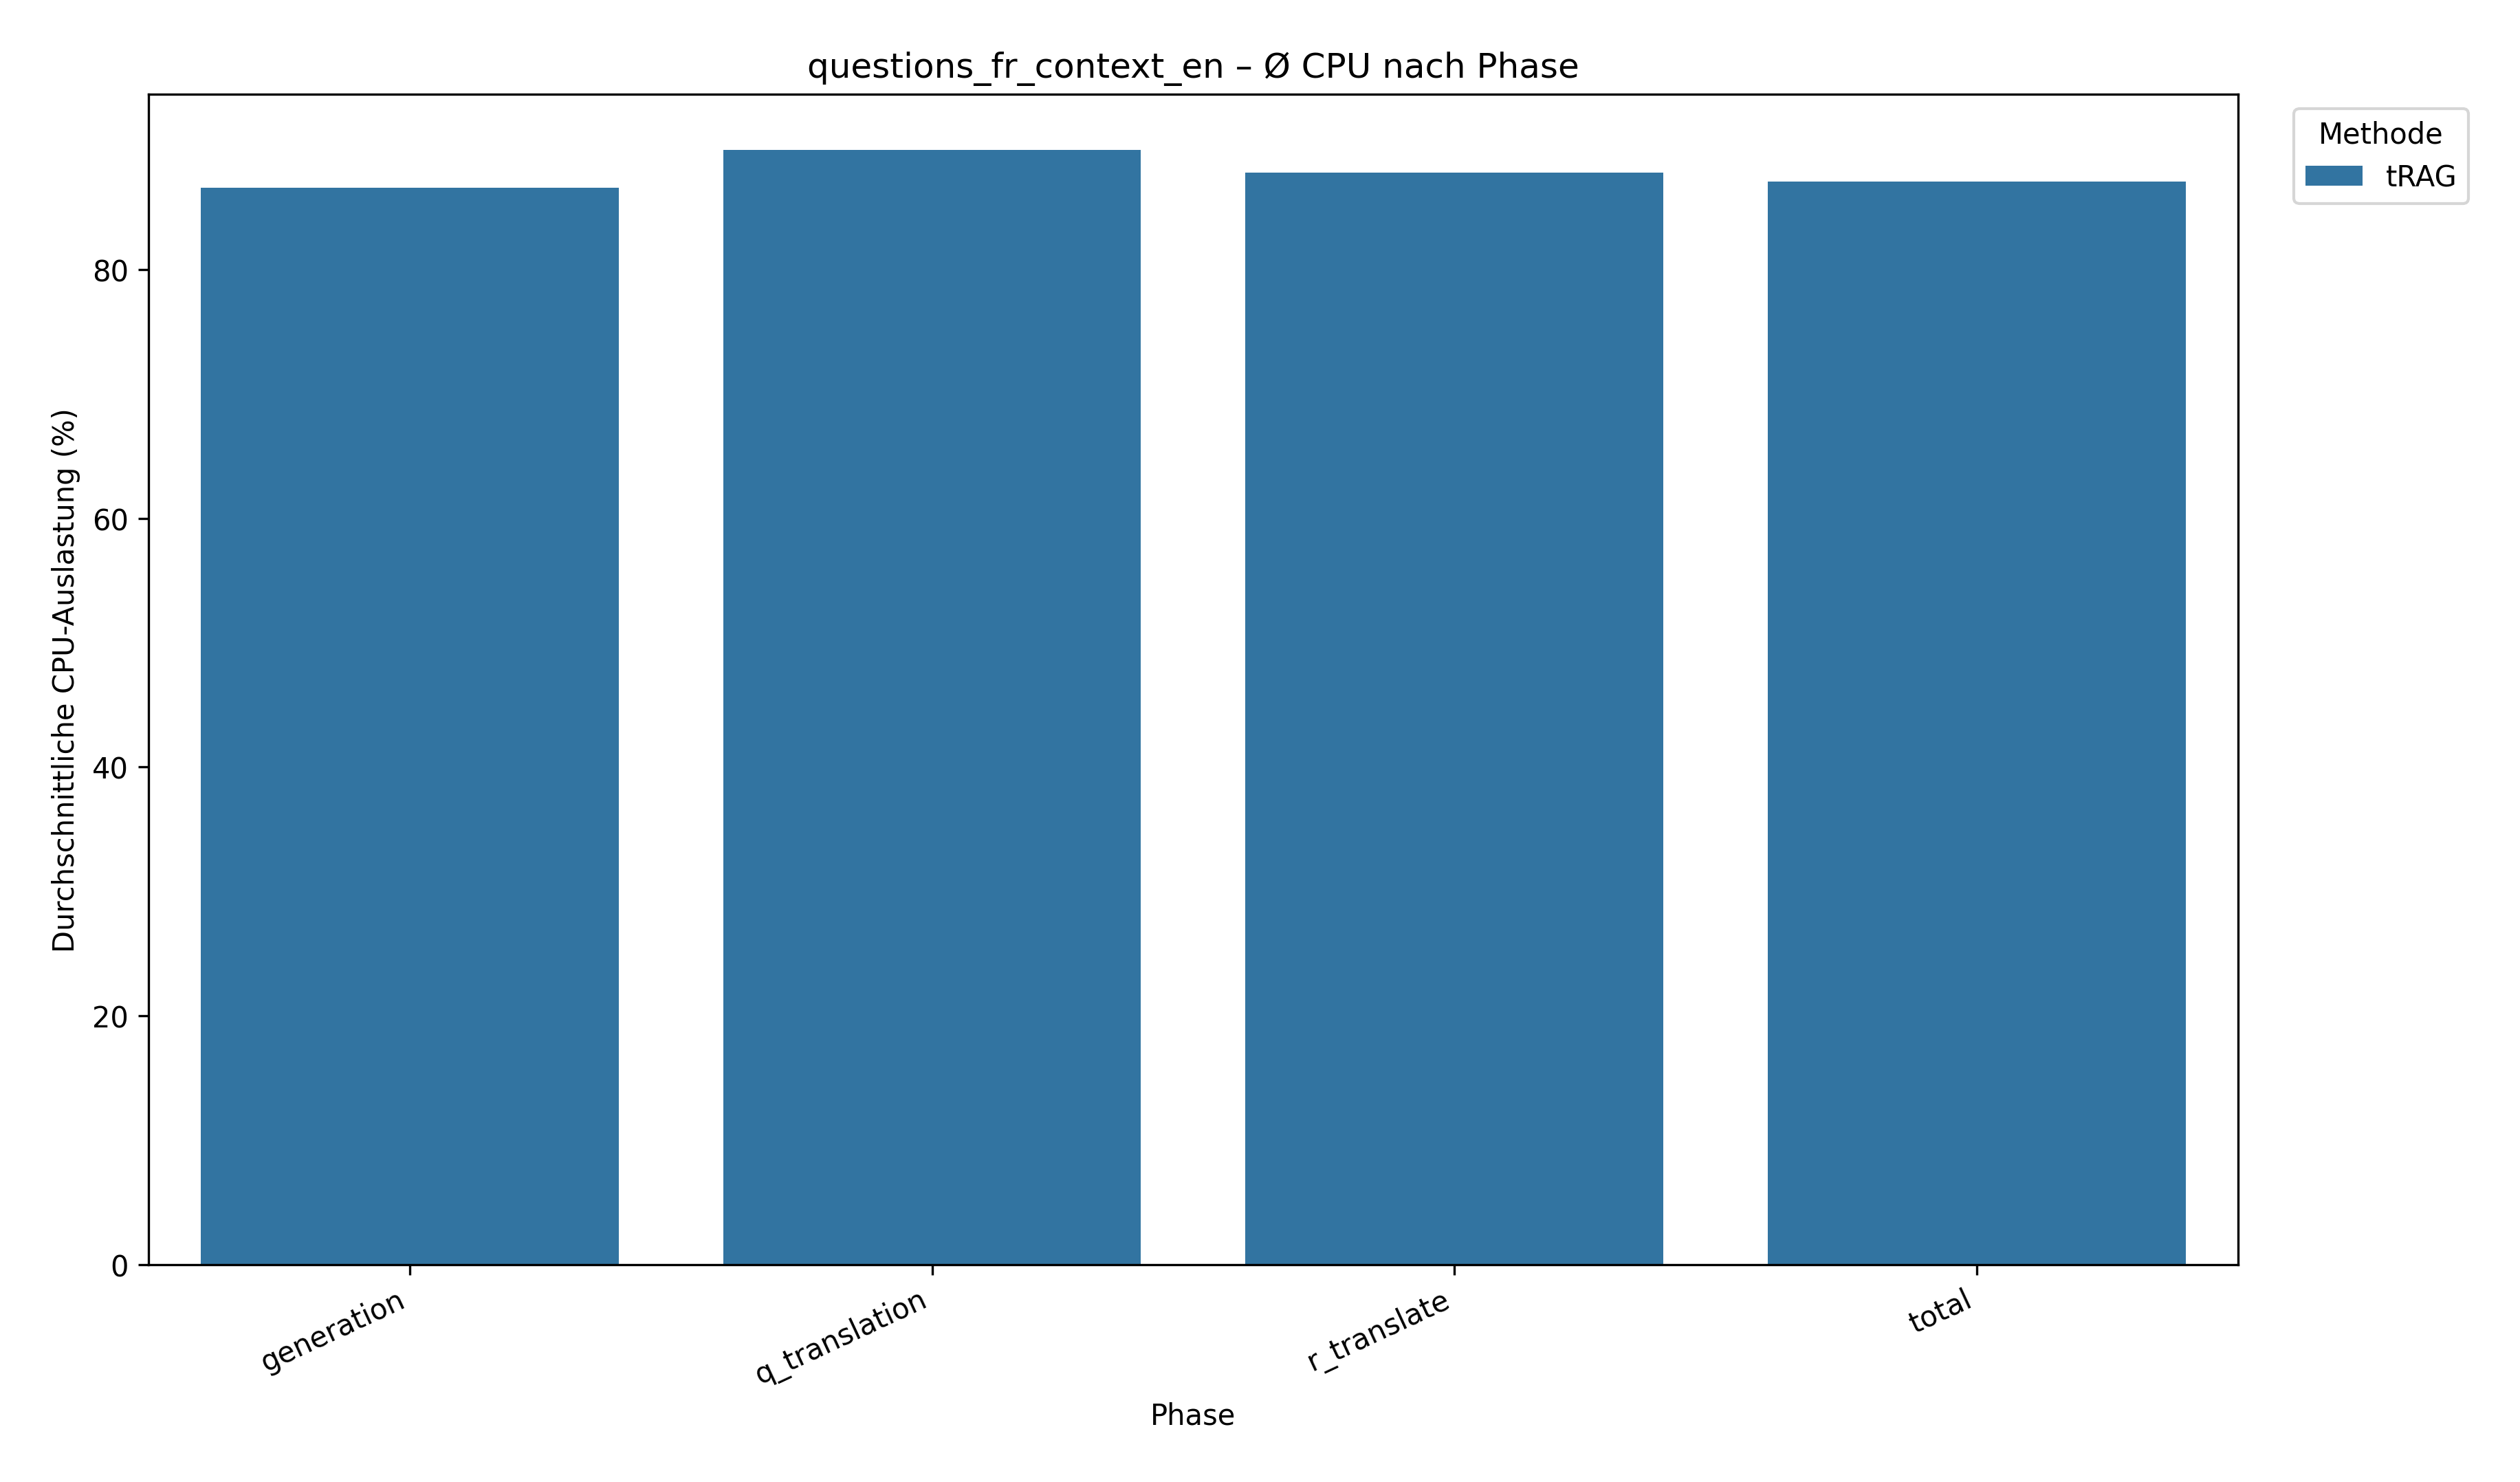 questions_fr_context_en – Ø CPU nach Phase
Methode
tRAG
Durchschnittliche CPU-Auslastung (%)
80
60
40
20
0
generation
q_translation
r_translate
total
Phase